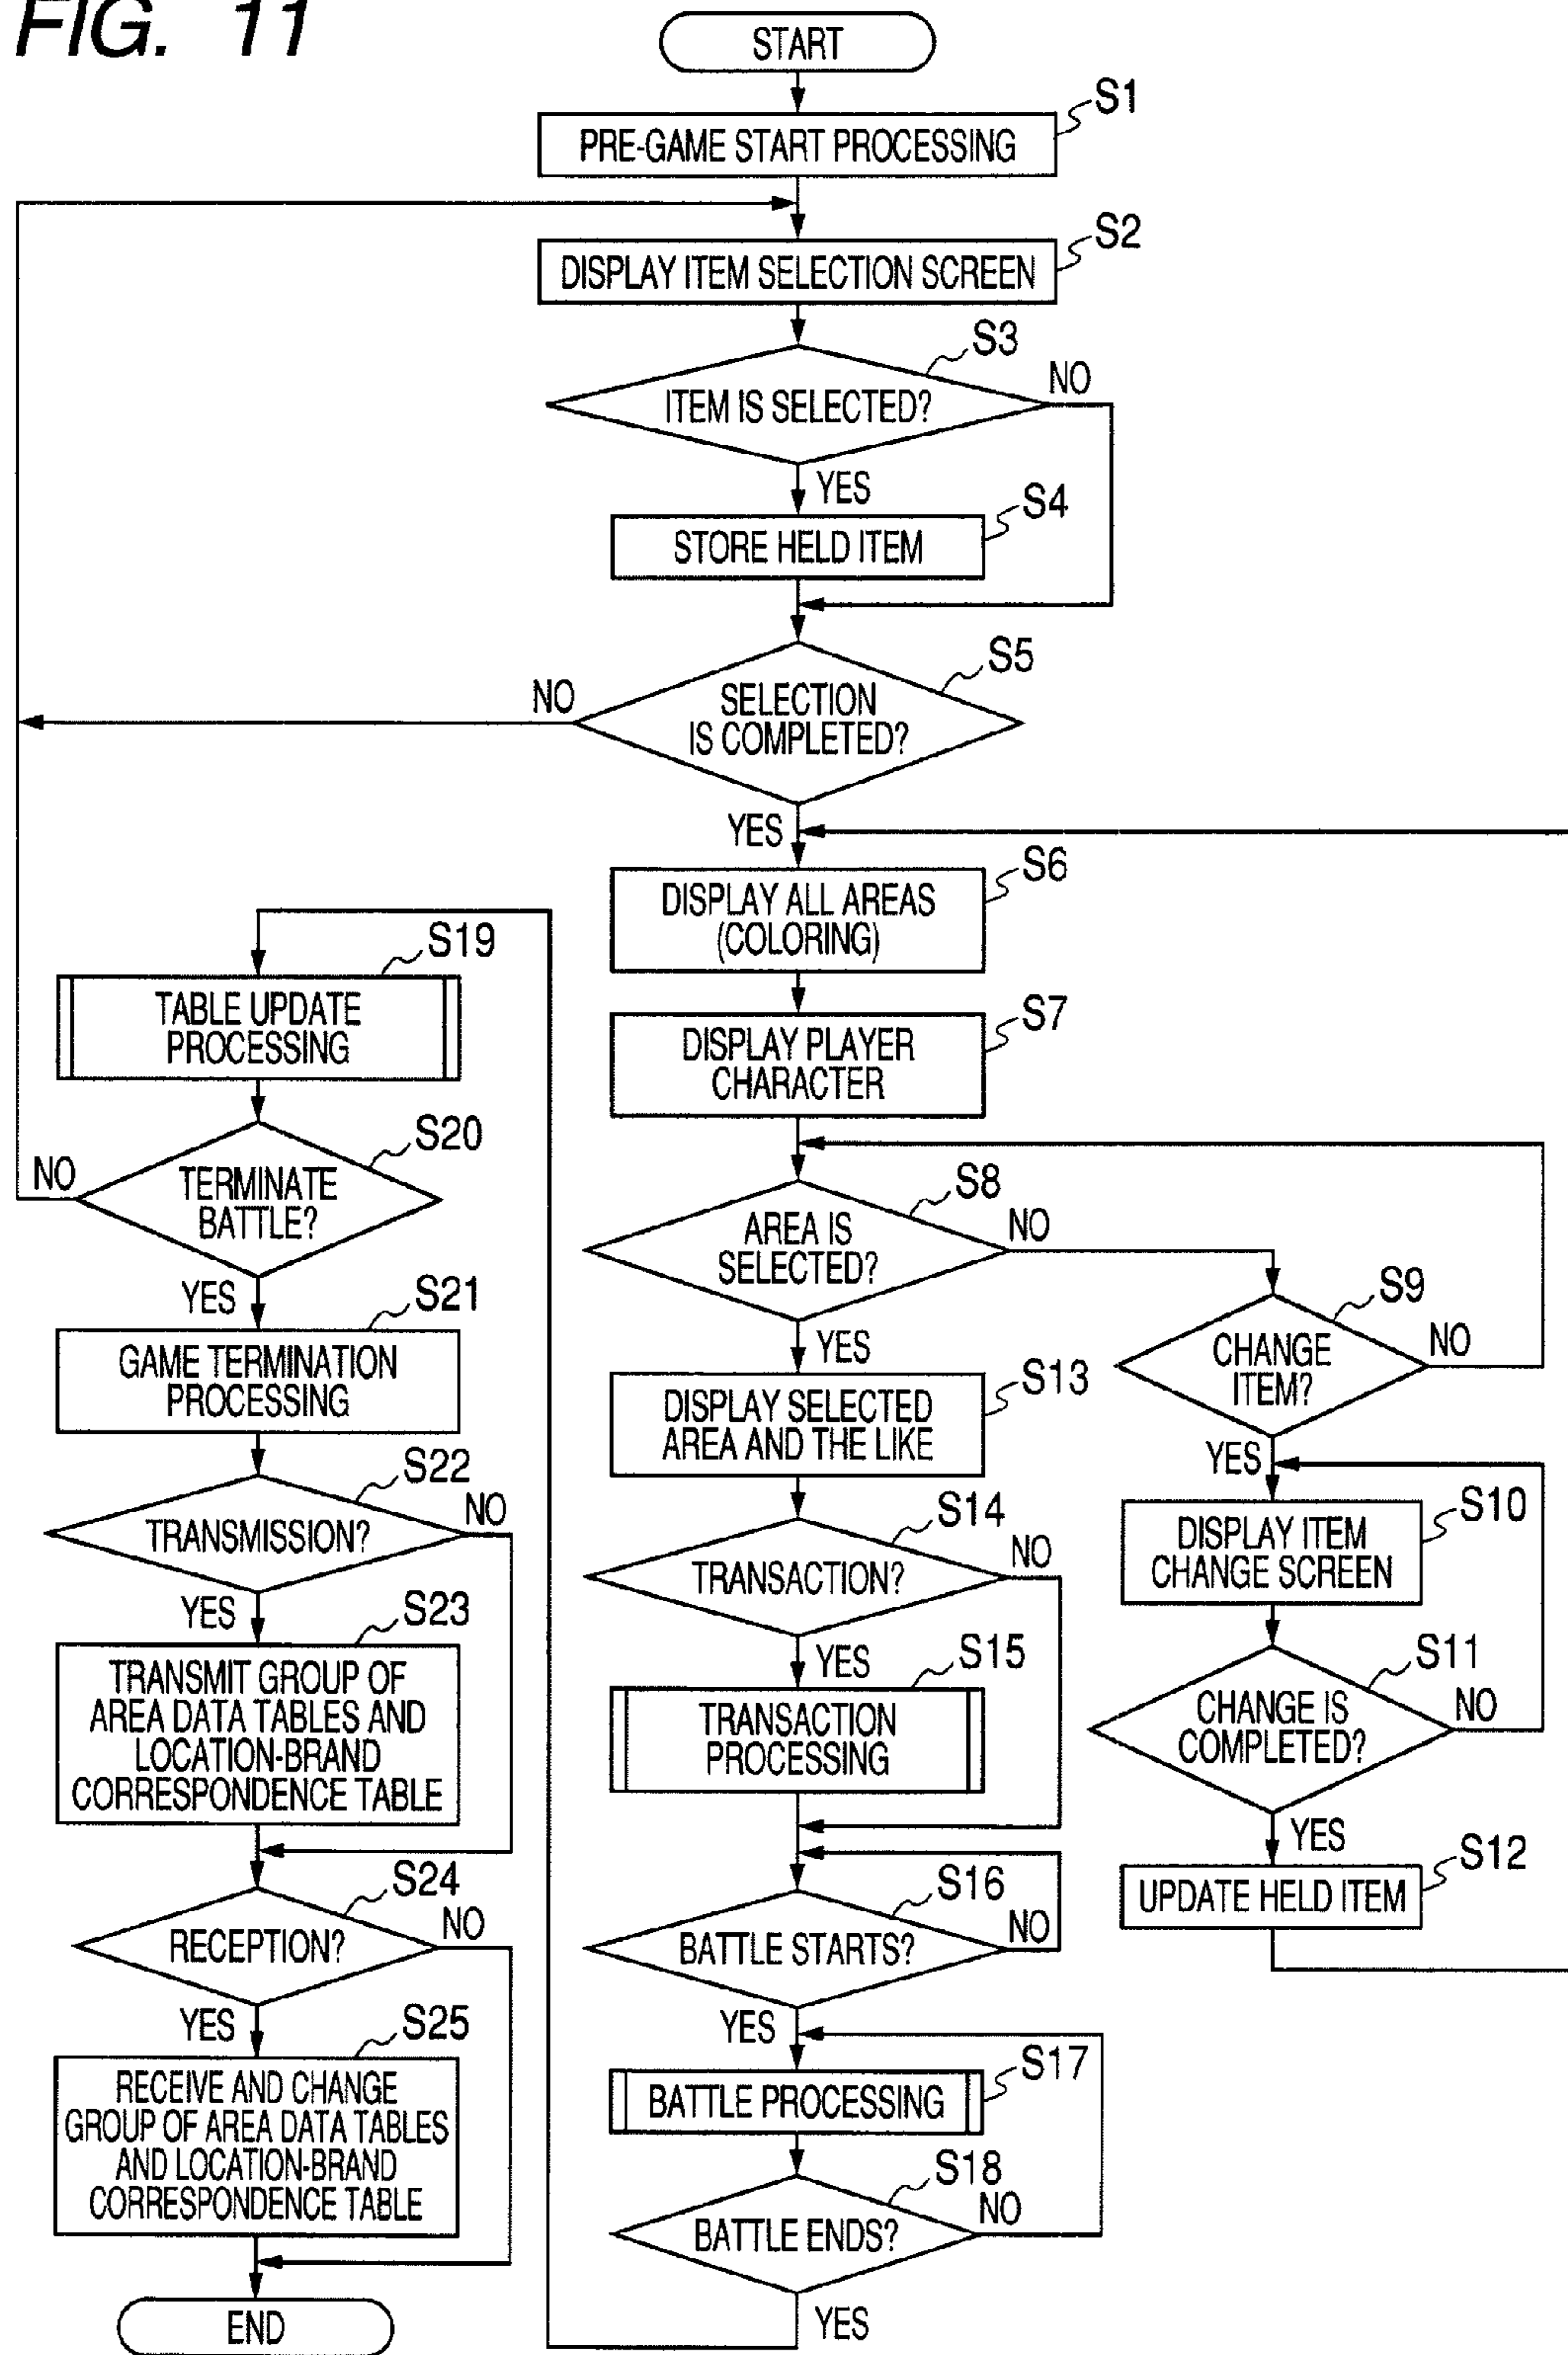 FIG. 11
START
S1
PRE-GAME START PROCESSING
S2
DISPLAY ITEM SELECTION SCREEN
S3
ITEM IS SELECTED?
NO
YES
S4
STORE HELD ITEM
S5
SELECTION
IS COMPLETED?
NO
YES
S6
DISPLAY ALL AREAS
(COLORING)
S7
DISPLAY PLAYER
CHARACTER
S8
AREA IS
SELECTED?
NO
YES
S9
CHANGE
ITEM?
NO
YES
S10
DISPLAY ITEM
CHANGE SCREEN
S11
CHANGE IS
COMPLETED?
NO
YES
S12
UPDATE HELD ITEM
S13
DISPLAY SELECTED
AREA AND THE LIKE
S14
TRANSACTION?
NO
YES
S15
TRANSACTION
PROCESSING
S16
BATTLE STARTS?
NO
YES
S17
BATTLE PROCESSING
S18
BATTLE ENDS?
NO
YES
S19
TABLE UPDATE
PROCESSING
S20
TERMINATE
BATTLE?
NO
YES
S21
GAME TERMINATION
PROCESSING
S22
TRANSMISSION?
NO
YES
S23
TRANSMIT GROUP OF
AREA DATA TABLES AND
LOCATION-BRAND
CORRESPONDENCE TABLE
S24
RECEPTION?
NO
YES
S25
RECEIVE AND CHANGE
GROUP OF AREA DATA TABLES
AND LOCATION-BRAND
CORRESPONDENCE TABLE
END